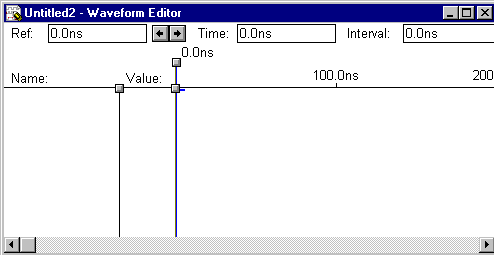 Untitled2 - Waveform Editor
Ref: 0.0ns Time: 0.0ns Interval: 0.0ns
0.0ns
Name: Value: 100.0ns 200